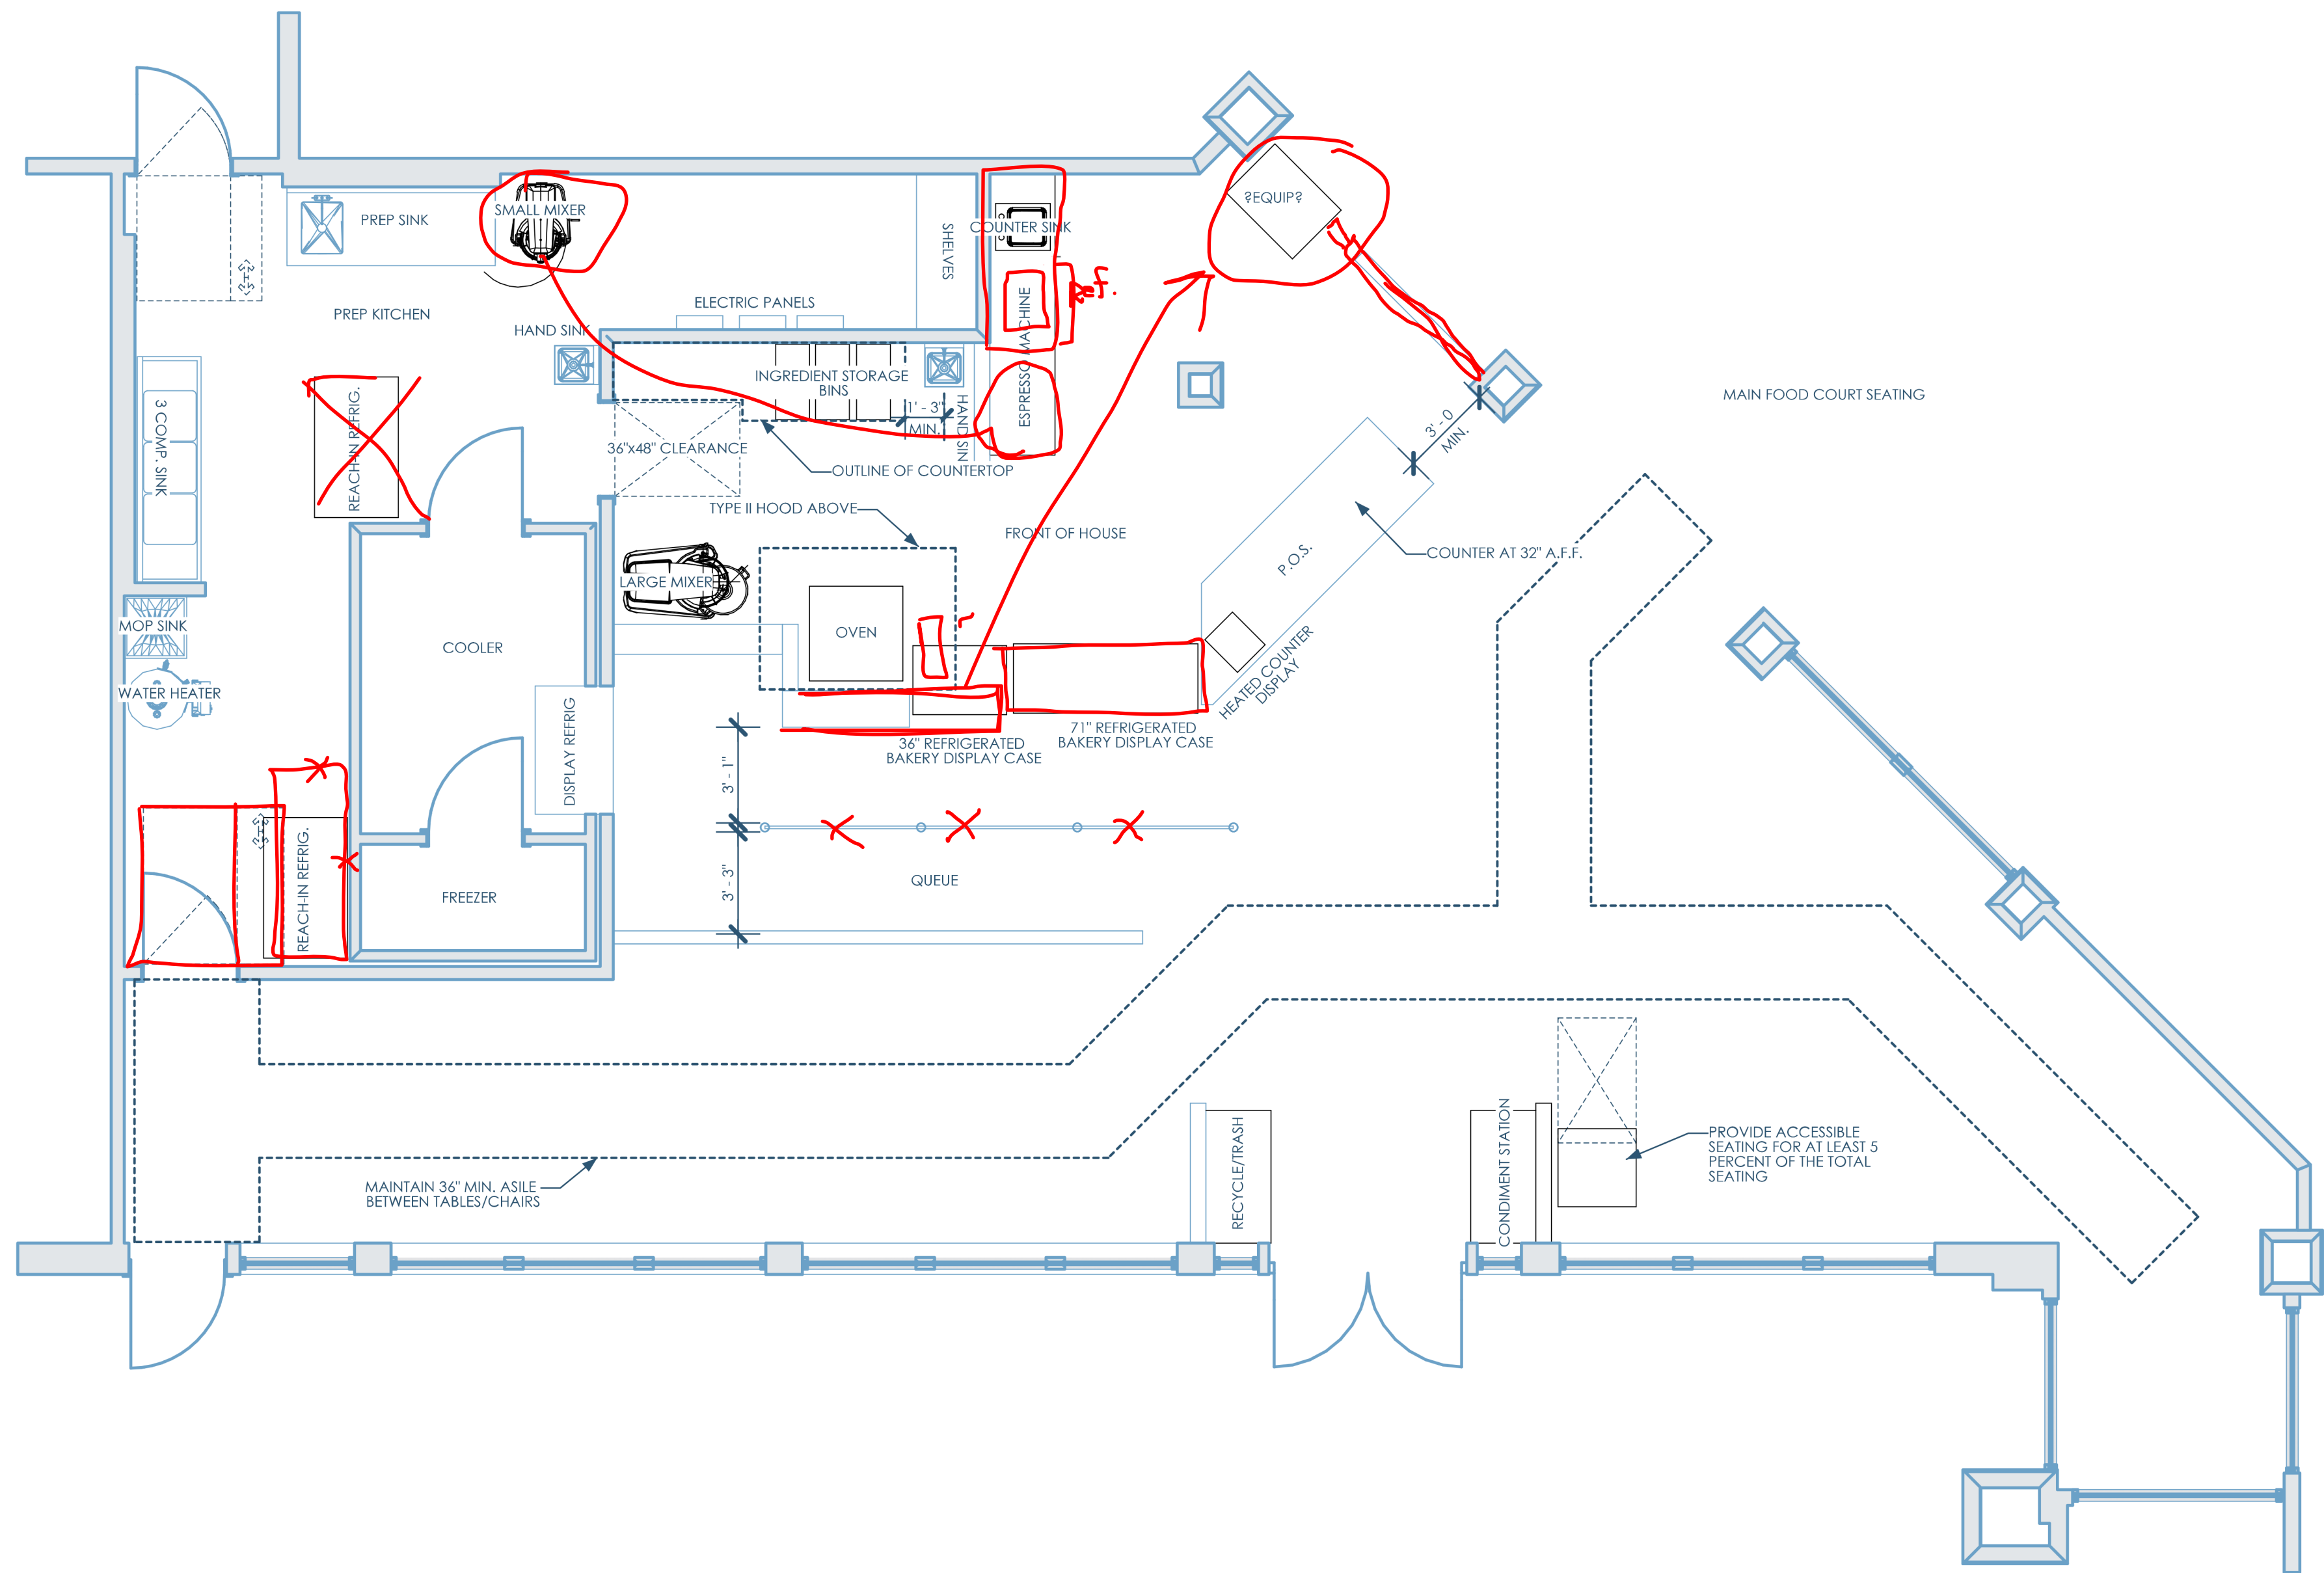 ?EQUIP?
SMALL MIXER
PREP SINK
COUNTER SINK
SHELVES
ELECTRIC PANELS
PREP KITCHEN
HAND SINK
ESPRESSO MACHINE
INGREDIENT STORAGE
BINS
1' - 3"
MIN.
HAND SIN
REACH-IN REFRIG.
3 COMP. SINK
36"x48" CLEARANCE
OUTLINE OF COUNTERTOP
MAIN FOOD COURT SEATING
3' - 0
MIN.
TYPE II HOOD ABOVE
FRONT OF HOUSE
COUNTER AT 32" A.F.F.
P.O.S.
LARGE MIXER
OVEN
MOP SINK
COOLER
HEATED COUNTER
DISPLAY
WATER HEATER
DISPLAY REFRIG
71" REFRIGERATED
BAKERY DISPLAY CASE
36" REFRIGERATED
BAKERY DISPLAY CASE
3' - 1"
REACH-IN REFRIG.
FREEZER
3' - 3"
QUEUE
RECYCLE/TRASH
CONDIMENT STATION
PROVIDE ACCESSIBLE
SEATING FOR AT LEAST 5
PERCENT OF THE TOTAL
SEATING
MAINTAIN 36" MIN. ASILE
BETWEEN TABLES/CHAIRS